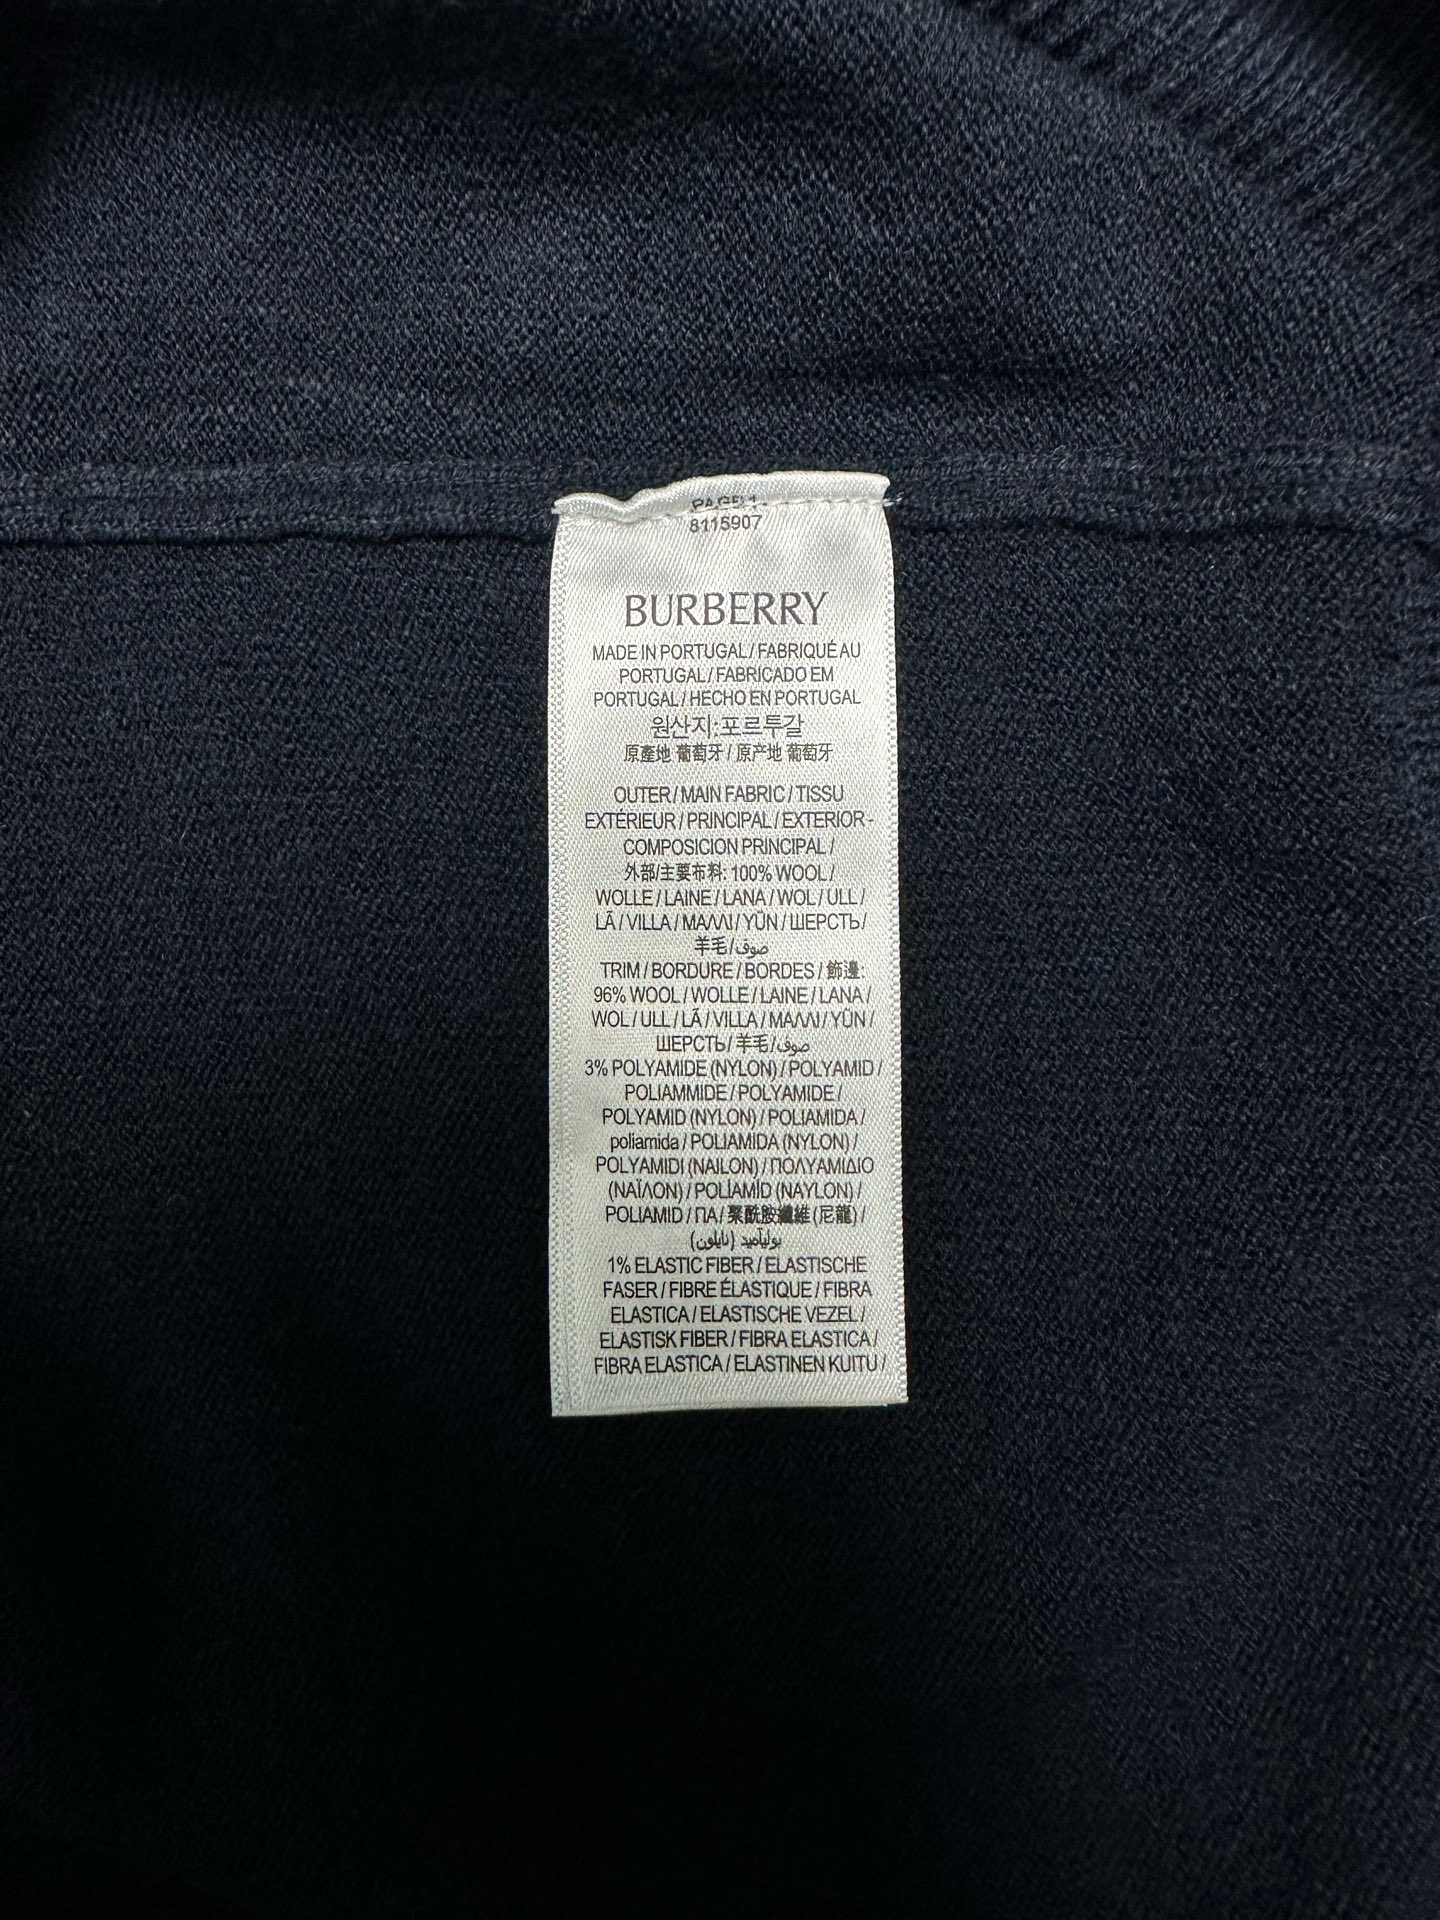 PAGE 1.
8115907
BURBERRY
MADE IN PORTUGAL / FABRIQUÉ AU
PORTUGAL / FABRICADO EM
PORTUGAL / HECHO EN PORTUGAL
원산지:포르투갈
原產地 葡萄牙 / 原产地 葡萄牙
OUTER / MAIN FABRIC / TISSU
EXTÉRIEUR / PRINCIPAL / EXTERIOR -
COMPOSICION PRINCIPAL /
外部/主要布料: 100% WOOL /
WOLLE / LAINE / LANA / WOL / ULL /
LÃ / VILLA / ΜΑΛΛΙ / YÜN / ШЕРСТЬ /
羊毛 / صوف
TRIM / BORDURE / BORDES / 飾邊:
96% WOOL / WOLLE / LAINE / LANA /
WOL / ULL / LÃ / VILLA / ΜΑΛΛΙ / YÜN /
ШЕРСТЬ / 羊毛 / صوف
3% POLYAMIDE (NYLON) / POLYAMID /
POLIAMMIDE / POLYAMIDE /
POLYAMID (NYLON) / POLIAMIDA /
poliamida / POLIAMIDA (NYLON) /
POLYAMIDI (NAILON) / ΠΟΛΥΑΜΙΔΙΟ
(ΝΑΪΛΟΝ) / POLİAMİD (NAYLON) /
POLIAMID / ПА / 聚酰胺纖維 (尼龍) /
بولیآمید (نایلون)
1% ELASTIC FIBER / ELASTISCHE
FASER / FIBRE ÉLASTIQUE / FIBRA
ELASTICA / ELASTISCHE VEZEL /
ELASTISK FIBER / FIBRA ELASTICA /
FIBRA ELASTICA / ELASTINEN KUITU /